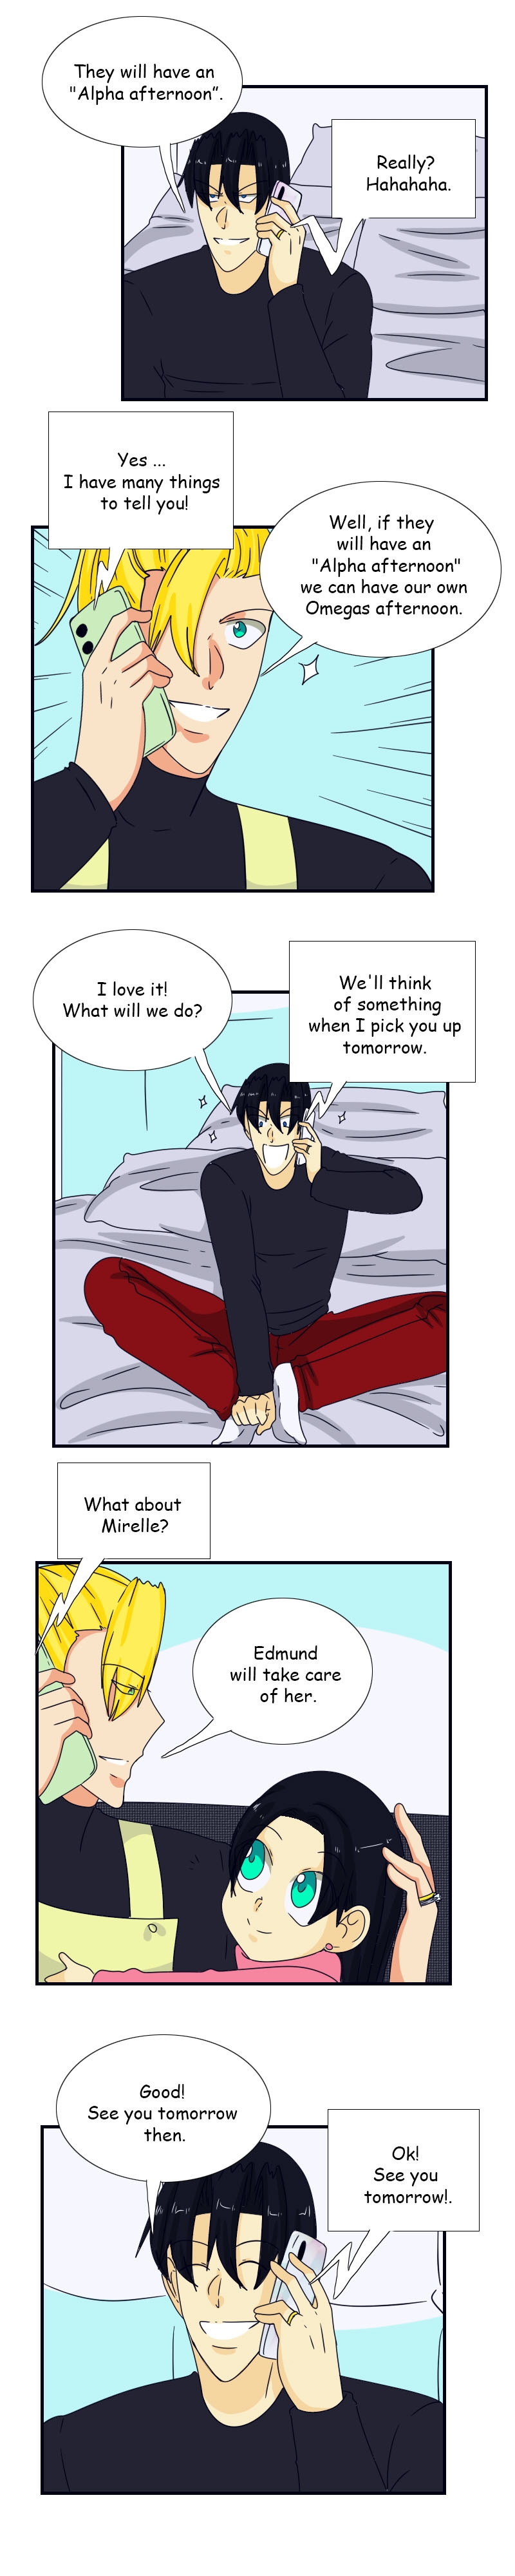 They will have an
"Alpha afternoon”.
Really?
Hahahaha.
Yes ...
I have many things
to tell you!
Well, if they
will have an
"Alpha afternoon"
we can have our own
Omegas afternoon.
I love it!
What will we do?
We'll think
of something
when I pick you up
tomorrow.
What about
Mirelle?
Edmund
will take care
of her.
Good!
See you tomorrow
then.
Ok!
See you
tomorrow!.